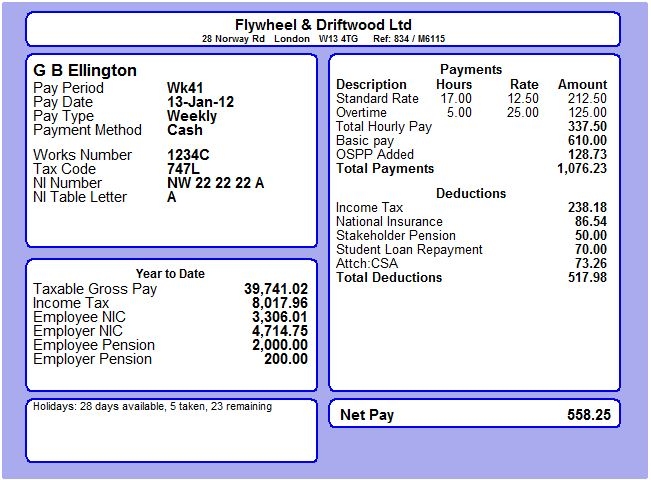 Flywheel & Driftwood Ltd
28 Norway Rd London W13 4TG Ref: 834 / M6115
G B Ellington
Pay Period Wk41
Pay Date 13-Jan-12
Pay Type Weekly
Payment Method Cash
Works Number 1234C
Tax Code 747L
NI Number NW 22 22 22 A
NI Table Letter A
Year to Date
Taxable Gross Pay 39,741.02
Income Tax 8,017.96
Employee NIC 3,306.01
Employer NIC 4,714.75
Employee Pension 2,000.00
Employer Pension 200.00
Holidays: 28 days available, 5 taken, 23 remaining
Payments
Description Hours Rate Amount
Standard Rate 17.00 12.50 212.50
Overtime 5.00 25.00 125.00
Total Hourly Pay 337.50
Basic pay 610.00
OSPP Added 128.73
Total Payments 1,076.23
Deductions
Income Tax 238.18
National Insurance 86.54
Stakeholder Pension 50.00
Student Loan Repayment 70.00
Attch:CSA 73.26
Total Deductions 517.98
Net Pay 558.25